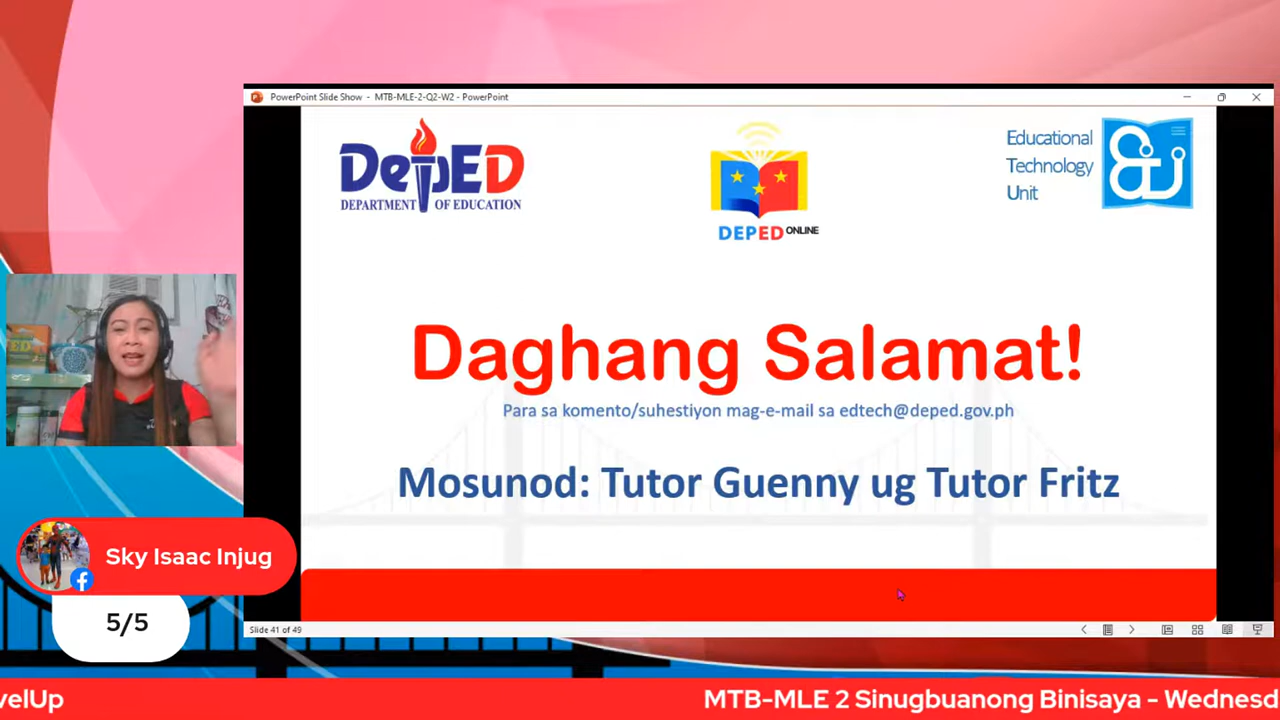 PowerPoint Slide Show - MTB-MLE-2-Q2-W2 - PowerPoint
DepED
DEPARTMENT OF EDUCATION
DEPED ONLINE
Educational
Technology
Unit
Daghang Salamat!
Para sa komento/suhestiyon mag-e-mail sa edtech@deped.gov.ph
Mosunod: Tutor Guenny ug Tutor Fritz
Sky Isaac Injug
5/5
Slide 41 of 49
velUp
MTB-MLE 2 Sinugbuanong Binisaya - Wednesd